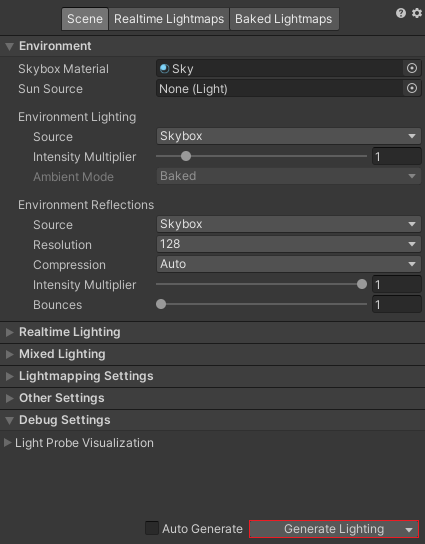 Scene Realtime Lightmaps Baked Lightmaps
Environment
Skybox Material Sky
Sun Source None (Light)
Environment Lighting
Source Skybox
Intensity Multiplier 1
Ambient Mode Baked
Environment Reflections
Source Skybox
Resolution 128
Compression Auto
Intensity Multiplier 1
Bounces 1
Realtime Lighting
Mixed Lighting
Lightmapping Settings
Other Settings
Debug Settings
Light Probe Visualization
Auto Generate Generate Lighting